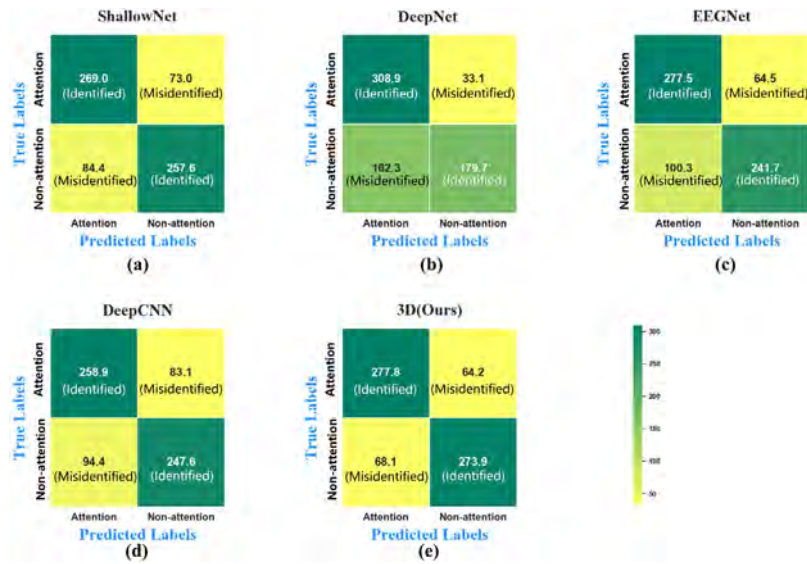 ShallowNet
True Labels
Attention
Non-attention
269.0
(Identified)
73.0
(Misidentified)
84.4
(Misidentified)
257.6
(Identified)
Attention
Non-attention
Predicted Labels
(a)
DeepNet
True Labels
Attention
Non-attention
308.9
(Identified)
33.1
(Misidentified)
162.3
(Misidentified)
179.7
(Identified)
Attention
Non-attention
Predicted Labels
(b)
EEGNet
True Labels
Attention
Non-attention
277.5
(Identified)
64.5
(Misidentified)
100.3
(Misidentified)
241.7
(Identified)
Attention
Non-attention
Predicted Labels
(c)
DeepCNN
True Labels
Attention
Non-attention
258.9
(Identified)
83.1
(Misidentified)
94.4
(Misidentified)
247.6
(Identified)
Attention
Non-attention
Predicted Labels
(d)
3D(Ours)
True Labels
Attention
Non-attention
277.8
(Identified)
64.2
(Misidentified)
68.1
(Misidentified)
273.9
(Identified)
Attention
Non-attention
Predicted Labels
(e)
300
250
200
150
100
50